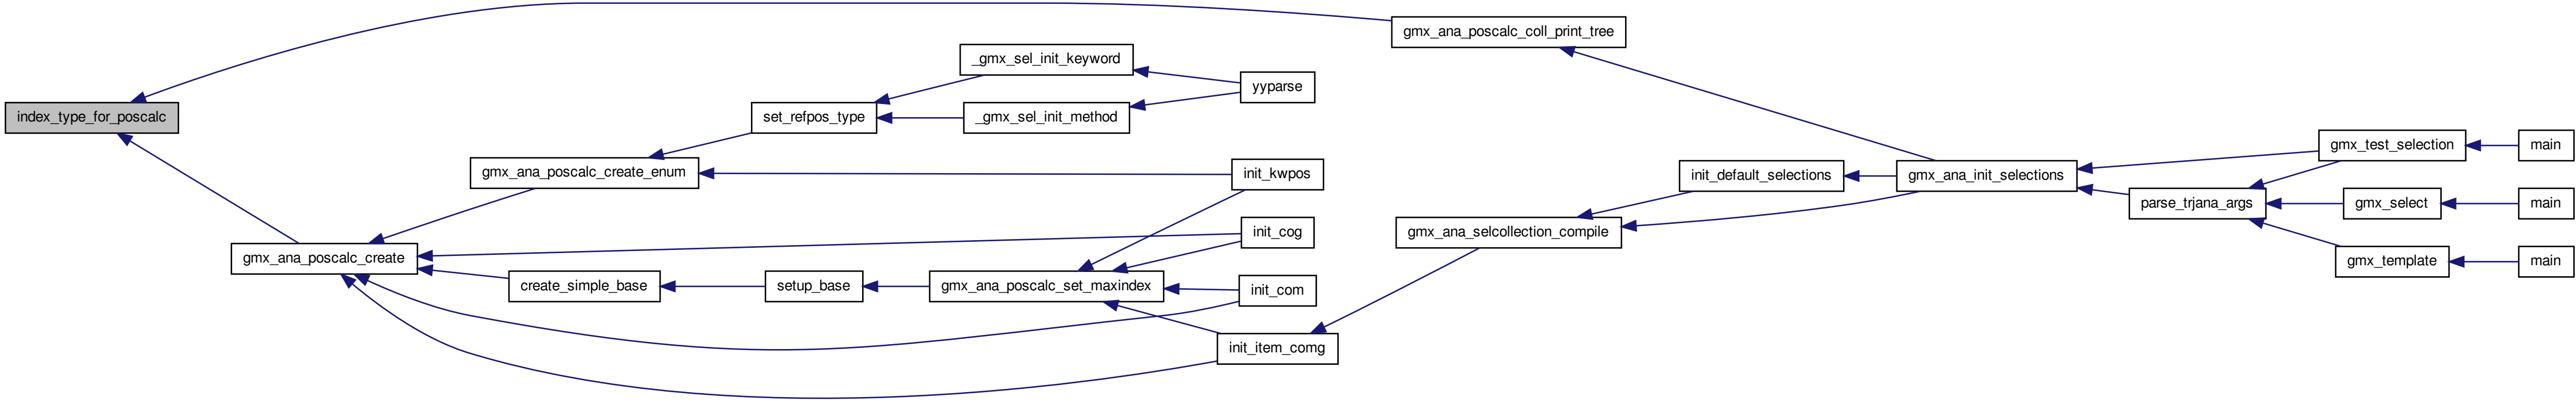 index_type_for_poscalc
gmx_ana_poscalc_coll_print_tree
gmx_ana_poscalc_create
gmx_ana_poscalc_create_enum
set_refpos_type
_gmx_sel_init_keyword
_gmx_sel_init_method
yyparse
init_kwpos
init_cog
create_simple_base
setup_base
gmx_ana_poscalc_set_maxindex
init_com
init_item_comg
gmx_ana_selcollection_compile
init_default_selections
gmx_ana_init_selections
gmx_test_selection
main
parse_trjana_args
gmx_select
main
gmx_template
main